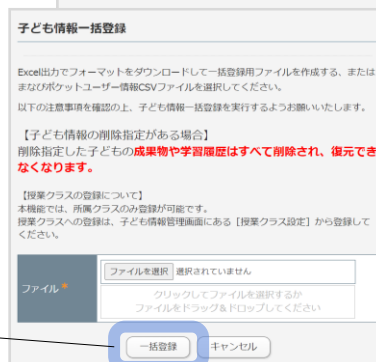 子ども情報一括登録
Excel出力でフォーマットをダウンロードして一括登録用ファイルを作成する、または
まなびポケットユーザー情報CSVファイルを選択してください。
以下の注意事項を確認の上、子ども情報一括登録を実行するようお願いいたします。
【子ども情報の削除指定がある場合】
削除指定した子どもの成果物や学習履歴はすべて削除され、復元でき
なくなります。
【授業クラスの登録について】
本機能では、所属クラスのみ登録が可能です。
授業クラスへの登録は、子ども情報管理画面にある［授業クラス設定］から登録して
ください。
ファイル*
ファイルを選択 選択されていません
クリックしてファイルを選択するか
ファイルをドラッグ&ドロップしてください
一括登録 キャンセル